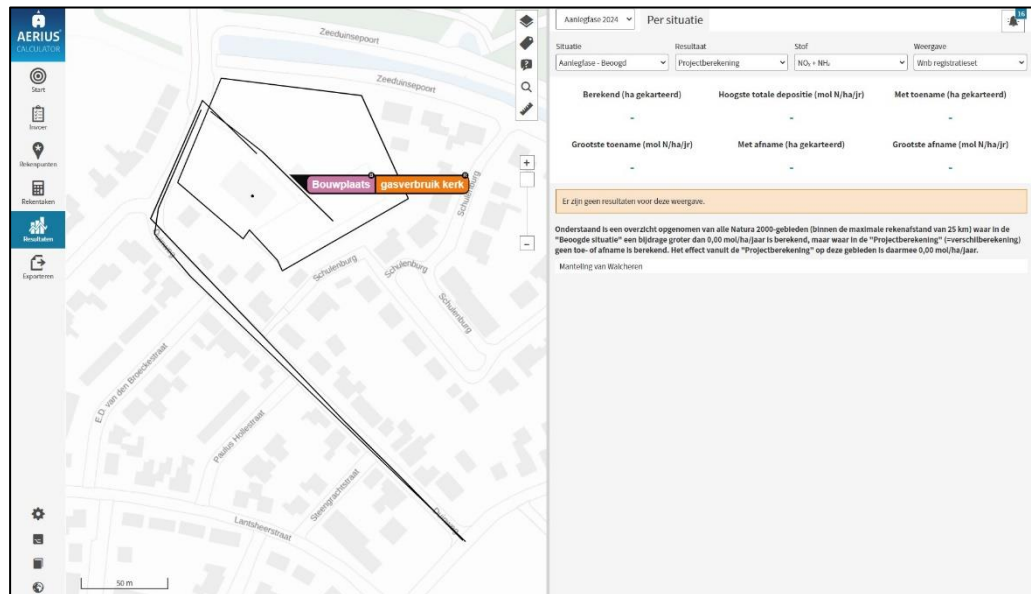 AERIUS
CALCULATOR
Start
Invoer
Rekenpunten
Rekentaken
Resultaten
Exporteren
Zeeduinsepoort
Zeeduinsepoort
Bouwplaats
gasverbruik kerk
Schulenburg
Schulenburg
Schulenburg
Schulenburg
Duinweg
E.D. van den Broeckestraat
Paulus Hollestraat
Steengrachtstraat
Lantsheerstraat
Duinweg
50 m
+
-
Aanlegfase 2024
Per situatie
16
Situatie
Resultaat
Stof
Weergave
Aanlegfase - Beoogd
Projectberekening
NOₓ + NH₃
Wnb registratieset
Berekend (ha gekarteerd)
Hoogste totale depositie (mol N/ha/jr)
Met toename (ha gekarteerd)
-
-
-
Grootste toename (mol N/ha/jr)
Met afname (ha gekarteerd)
Grootste afname (mol N/ha/jr)
-
-
-
Er zijn geen resultaten voor deze weergave.
Onderstaand is een overzicht opgenomen van alle Natura 2000-gebieden (binnen de maximale rekenafstand van 25 km) waar in de
"Beoogde situatie" een bijdrage groter dan 0,00 mol/ha/jaar is berekend, maar waar in de "Projectberekening" (=verschilberekening)
geen toe- of afname is berekend. Het effect vanuit de "Projectberekening" op deze gebieden is daarmee 0,00 mol/ha/jaar.
Manteling van Walcheren